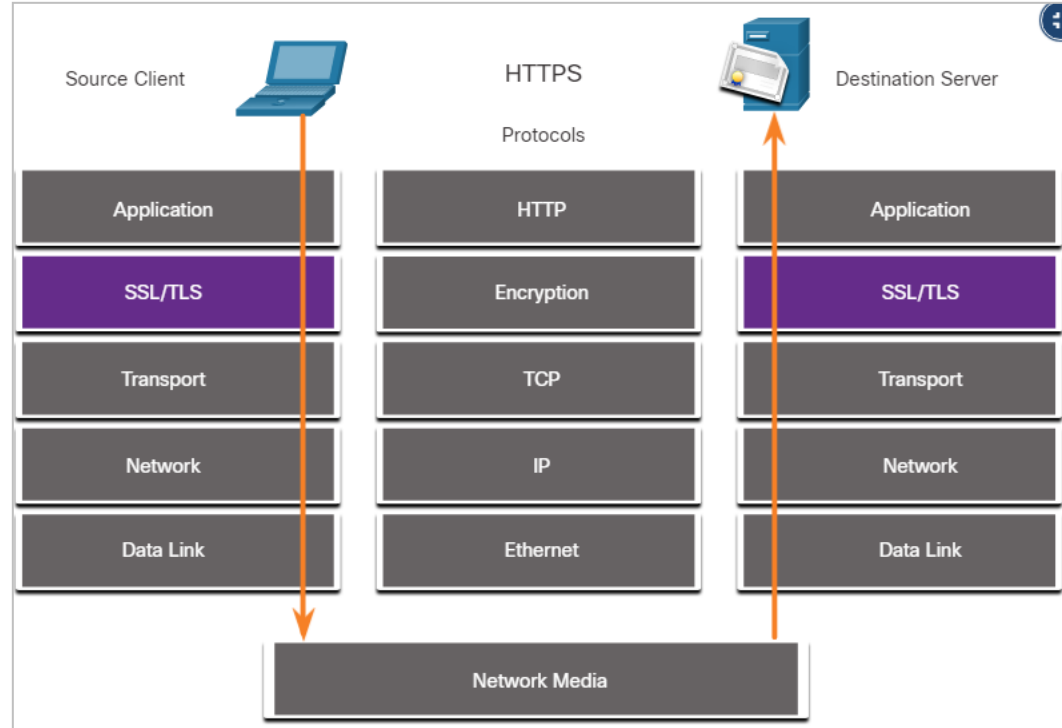 Source Client
HTTPS
Destination Server
Protocols
Application
HTTP
Application
SSL/TLS
Encryption
SSL/TLS
Transport
TCP
Transport
Network
IP
Network
Data Link
Ethernet
Data Link
Network Media